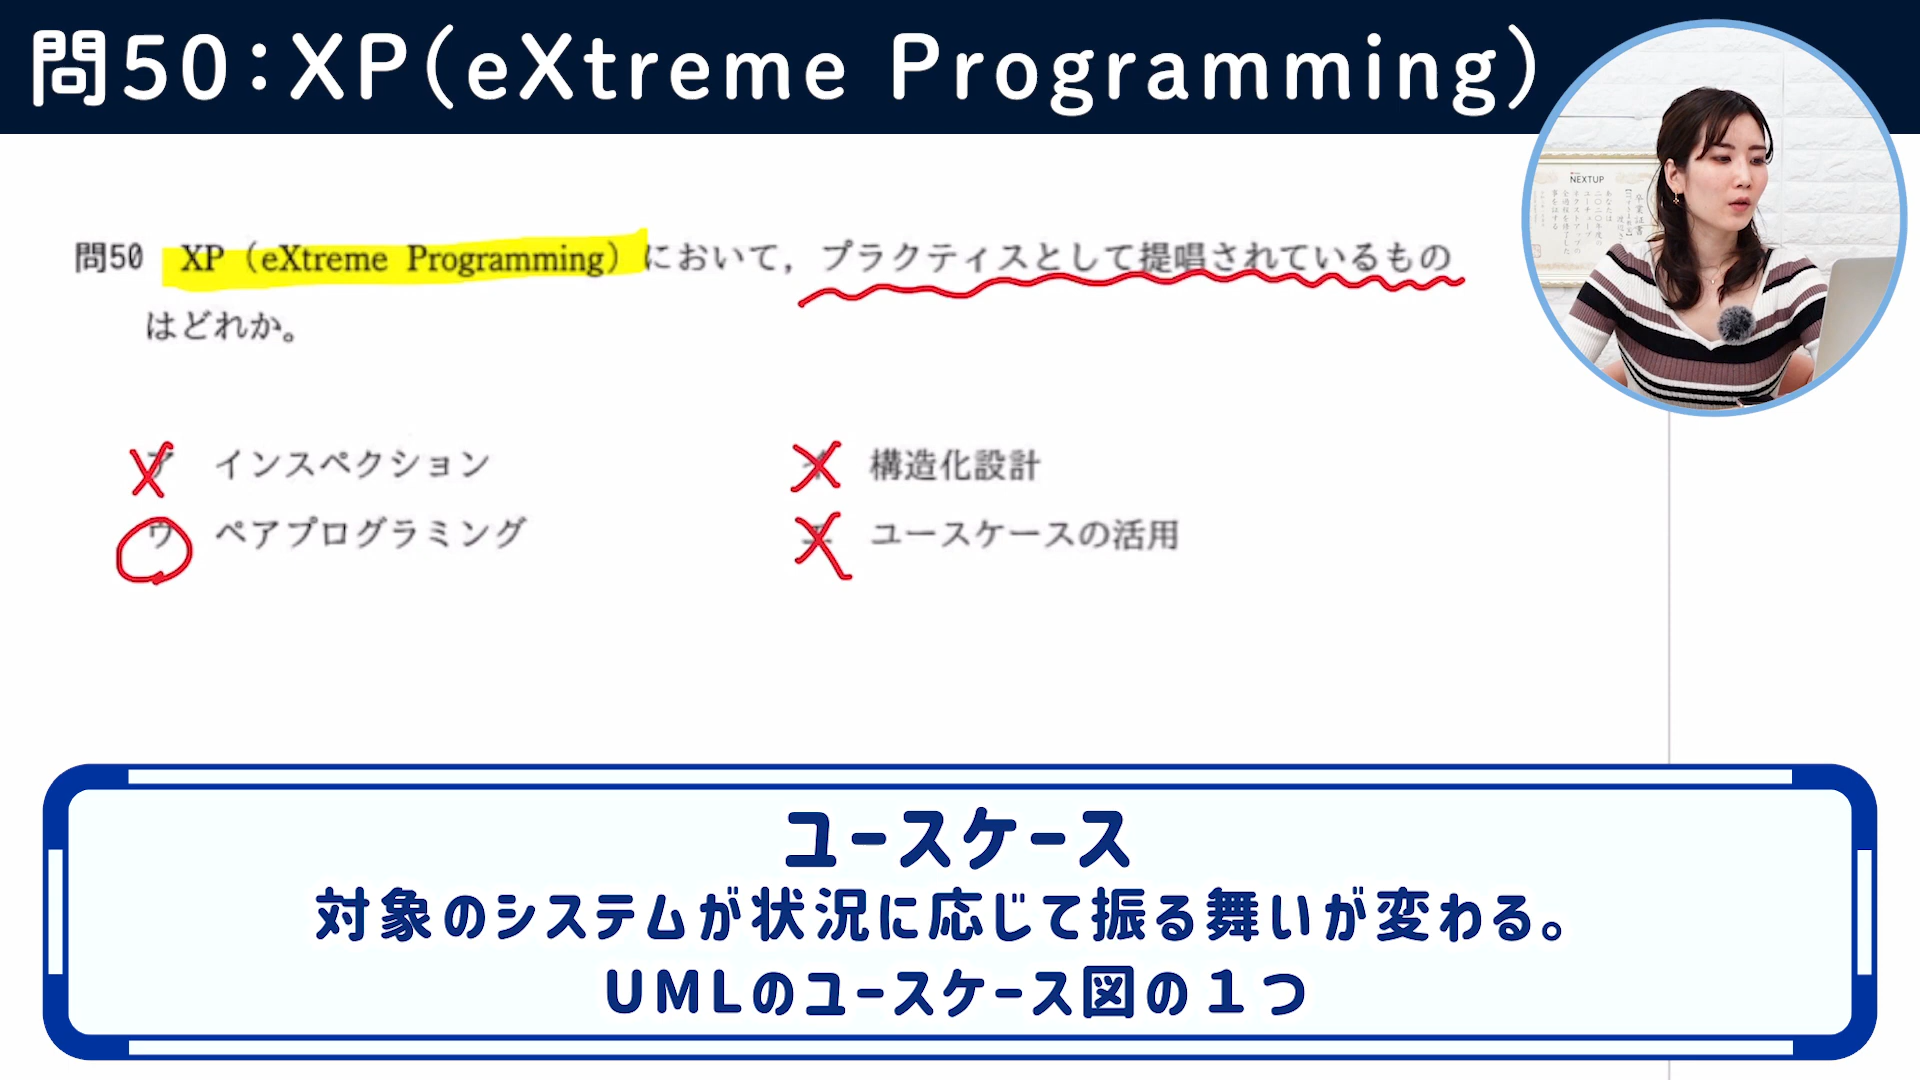 問50:XP(eXtreme Programming)
NEXTUP
問50 XP(eXtreme Programming)において,プラクティスとして提唱されているもの
はどれか。
ア インスペクション
イ 構造化設計
ウ ペアプログラミング
エ ユースケースの活用
ユースケース
対象のシステムが状況に応じて振る舞いが変わる。
UMLのユースケース図の1つ